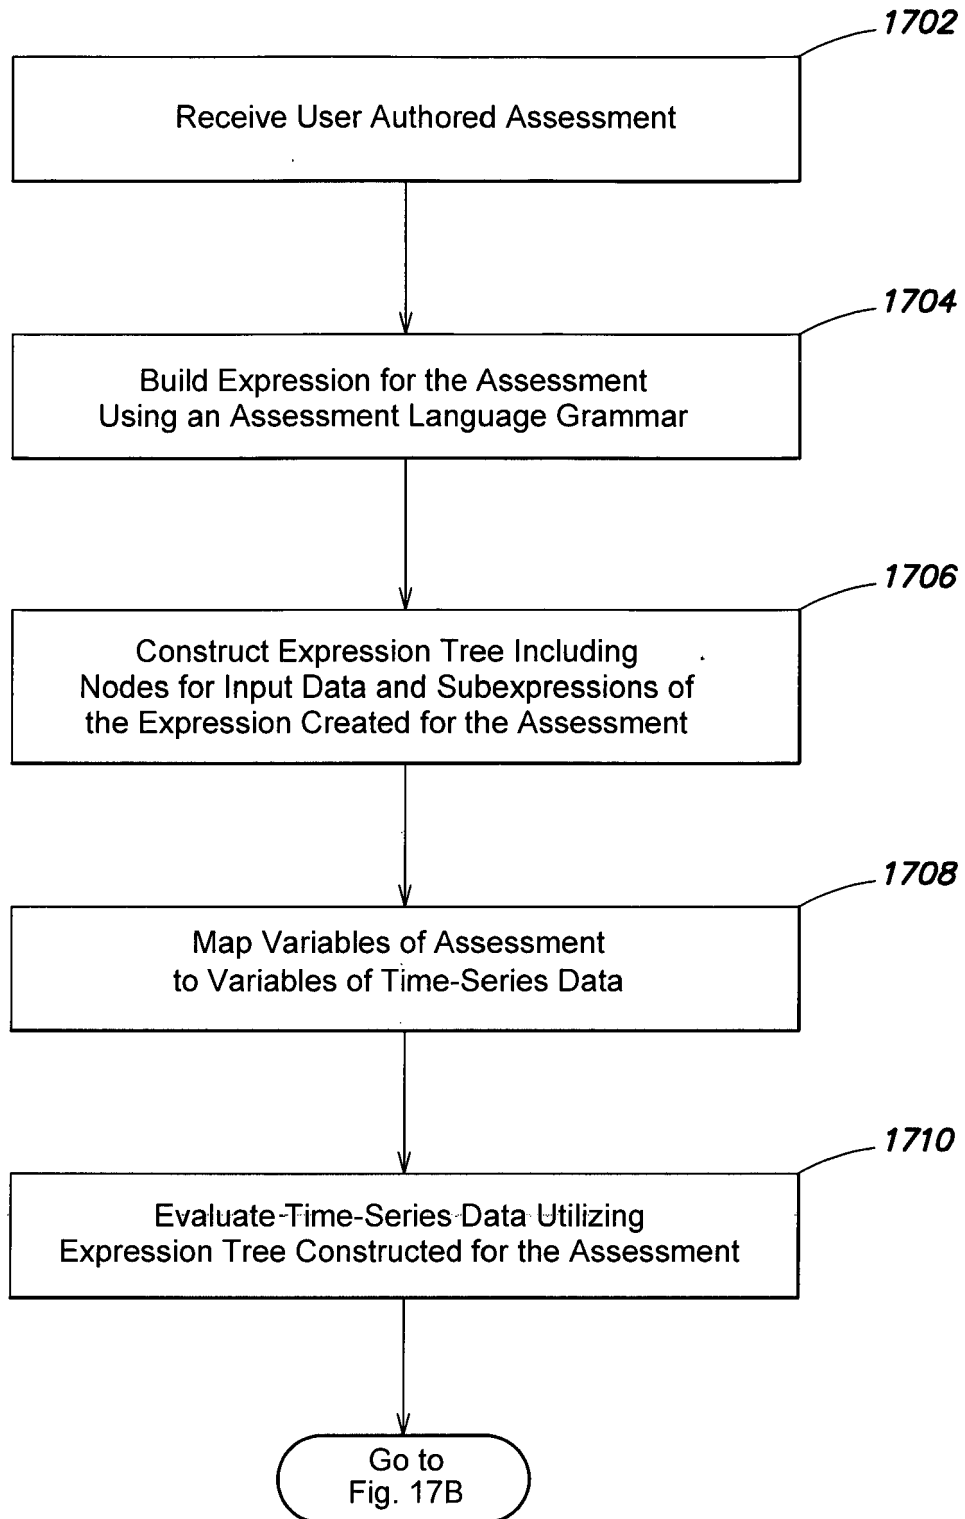 1702
Receive User Authored Assessment
1704
Build Expression for the Assessment
Using an Assessment Language Grammar
1706
Construct Expression Tree Including
Nodes for Input Data and Subexpressions of
the Expression Created for the Assessment
1708
Map Variables of Assessment
to Variables of Time-Series Data
1710
Evaluate Time-Series Data Utilizing
Expression Tree Constructed for the Assessment
Go to
Fig. 17B